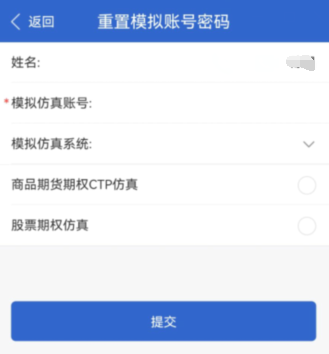 返回 重置模拟账号密码
姓名:
*模拟仿真账号:
模拟仿真系统:
商品期货期权CTP仿真
股票期权仿真
提交